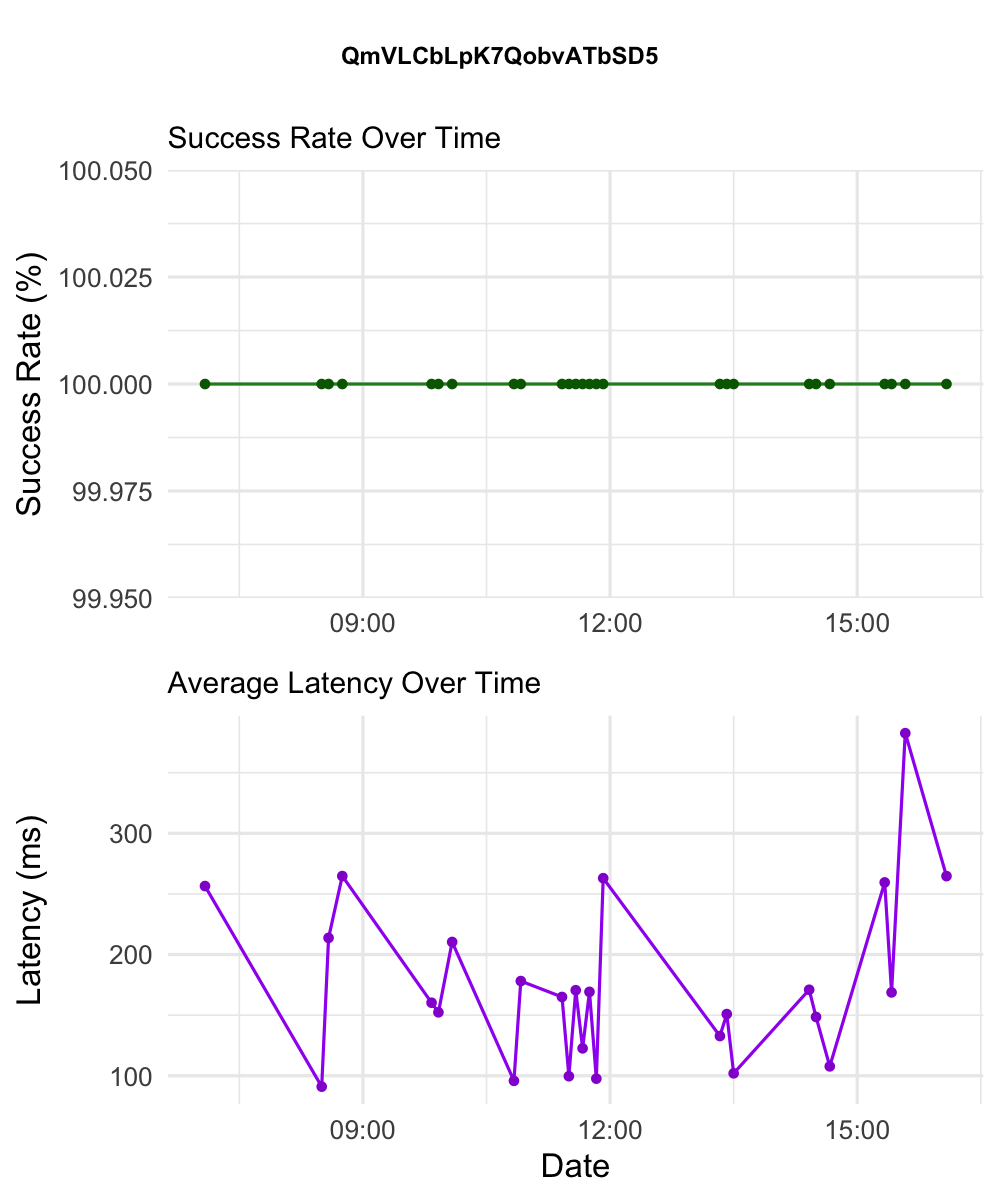 QmVLCbLpK7QobvATbSD5
Success Rate Over Time
Success Rate (%)
100.050
100.025
100.000
99.975
99.950
09:00 12:00 15:00
Average Latency Over Time
Latency (ms)
300
200
100
09:00 12:00 15:00
Date